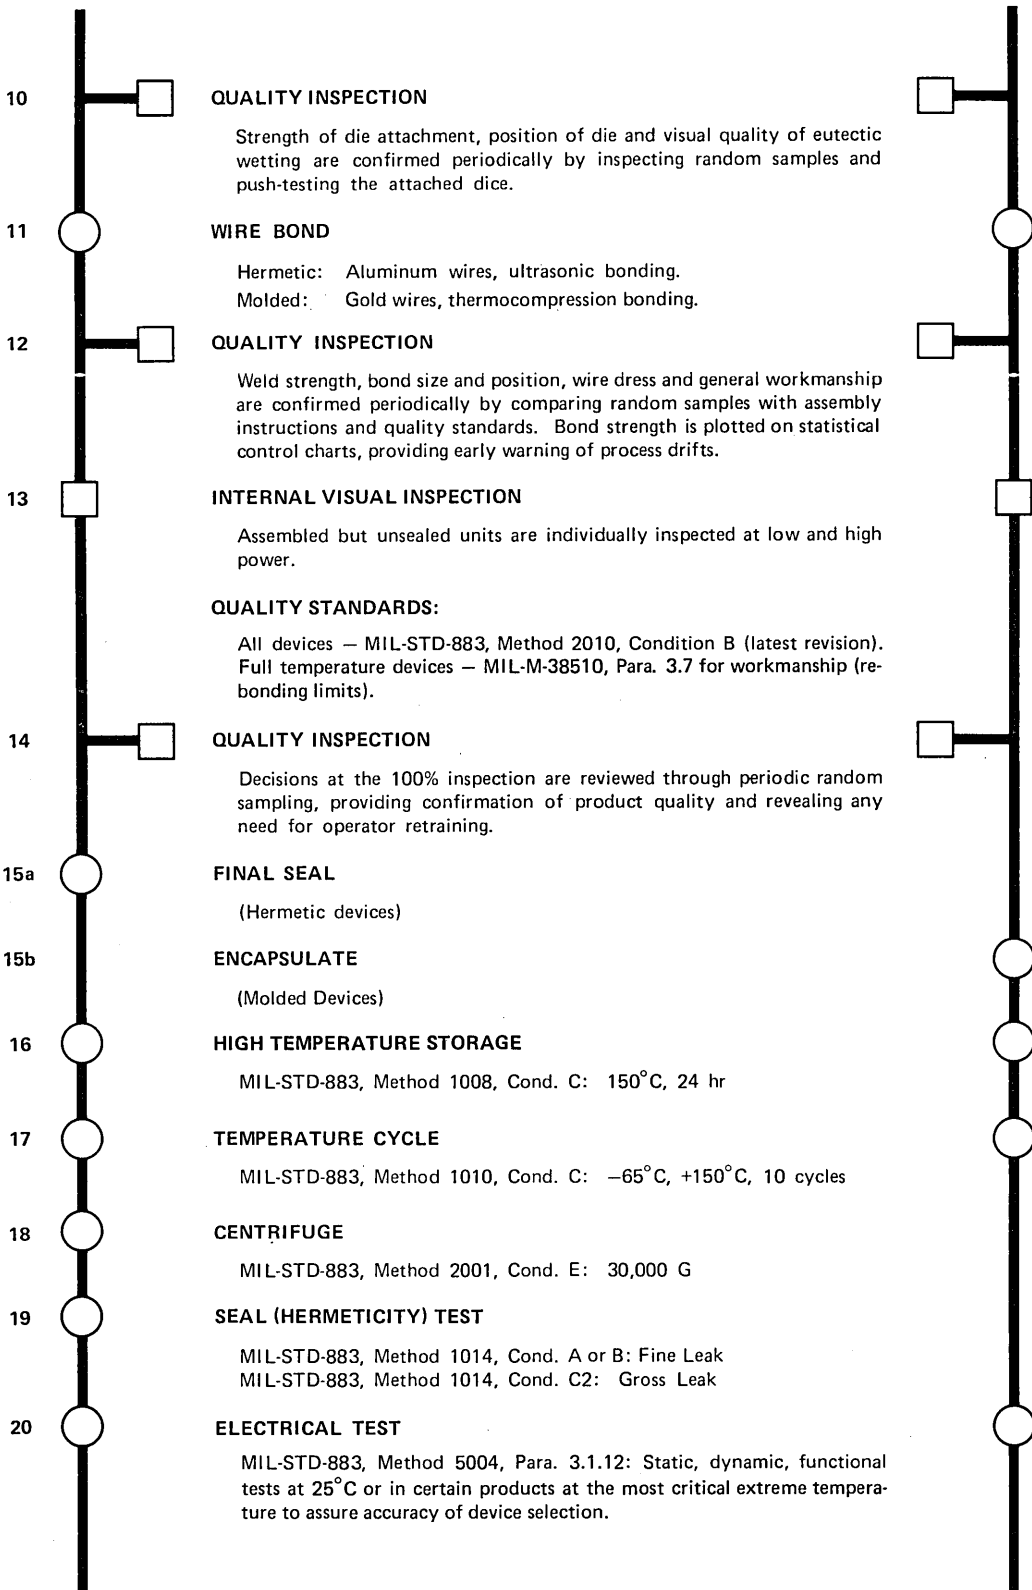 10 QUALITY INSPECTION
Strength of die attachment, position of die and visual quality of eutectic
wetting are confirmed periodically by inspecting random samples and
push-testing the attached dice.
11 WIRE BOND
Hermetic: Aluminum wires, ultrasonic bonding.
Molded: Gold wires, thermocompression bonding.
12 QUALITY INSPECTION
Weld strength, bond size and position, wire dress and general workmanship
are confirmed periodically by comparing random samples with assembly
instructions and quality standards. Bond strength is plotted on statistical
control charts, providing early warning of process drifts.
13 INTERNAL VISUAL INSPECTION
Assembled but unsealed units are individually inspected at low and high
power.
QUALITY STANDARDS:
All devices — MIL-STD-883, Method 2010, Condition B (latest revision).
Full temperature devices — MIL-M-38510, Para. 3.7 for workmanship (re-
bonding limits).
14 QUALITY INSPECTION
Decisions at the 100% inspection are reviewed through periodic random
sampling, providing confirmation of product quality and revealing any
need for operator retraining.
15a FINAL SEAL
(Hermetic devices)
15b ENCAPSULATE
(Molded Devices)
16 HIGH TEMPERATURE STORAGE
MIL-STD-883, Method 1008, Cond. C: 150°C, 24 hr
17 TEMPERATURE CYCLE
MIL-STD-883, Method 1010, Cond. C: −65°C, +150°C, 10 cycles
18 CENTRIFUGE
MIL-STD-883, Method 2001, Cond. E: 30,000 G
19 SEAL (HERMETICITY) TEST
MIL-STD-883, Method 1014, Cond. A or B: Fine Leak
MIL-STD-883, Method 1014, Cond. C2: Gross Leak
20 ELECTRICAL TEST
MIL-STD-883, Method 5004, Para. 3.1.12: Static, dynamic, functional
tests at 25°C or in certain products at the most critical extreme tempera-
ture to assure accuracy of device selection.